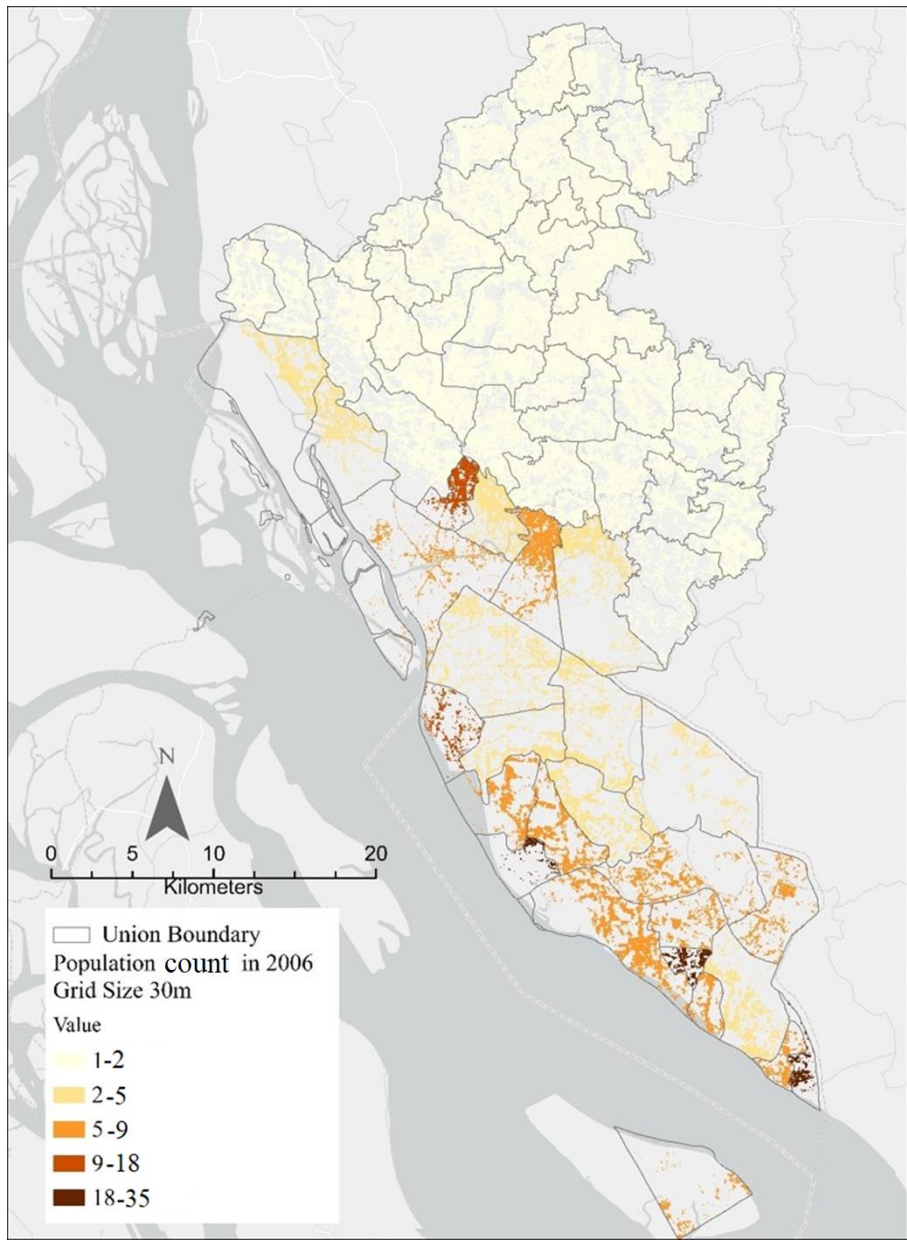 N
0 5 10 20
Kilometers
Union Boundary
Population count in 2006
Grid Size 30m
Value
1-2
2-5
5-9
9-18
18-35